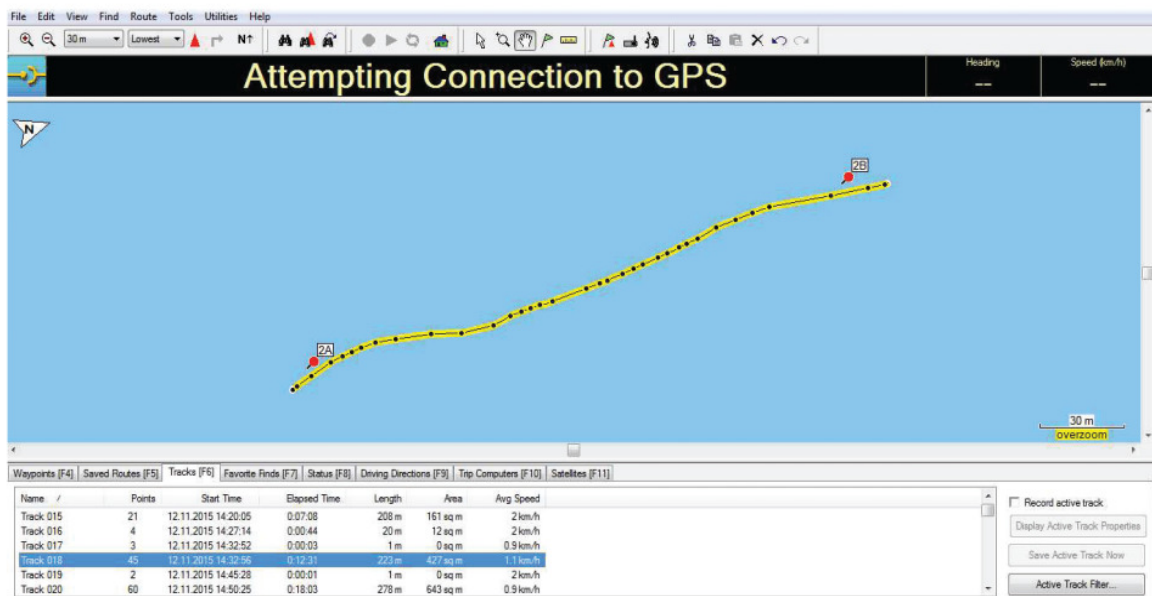 File Edit View Find Route Tools Utilities Help
30 m Lowest N↑
Attempting Connection to GPS Heading -- Speed (km/h) --
N
2B
2A
30 m
overzoom
Waypoints [F4] Saved Routes [F5] Tracks [F6] Favorite Finds [F7] Status [F8] Driving Directions [F9] Trip Computers [F10] Satellites [F11]
Name / Points Start Time Elapsed Time Length Area Avg Speed
Track 015 21 12.11.2015 14:20:05 0:07:08 208 m 161 sq m 2 km/h
Track 016 4 12.11.2015 14:27:14 0:00:44 20 m 12 sq m 2 km/h
Track 017 3 12.11.2015 14:32:52 0:00:03 1 m 0 sq m 0.9 km/h
Track 018 45 12.11.2015 14:32:56 0:12:31 223 m 427 sq m 1.1 km/h
Track 019 2 12.11.2015 14:45:28 0:00:01 1 m 0 sq m 2 km/h
Track 020 60 12.11.2015 14:50:25 0:18:03 278 m 643 sq m 0.9 km/h
Record active track
Display Active Track Properties
Save Active Track Now
Active Track Filter...